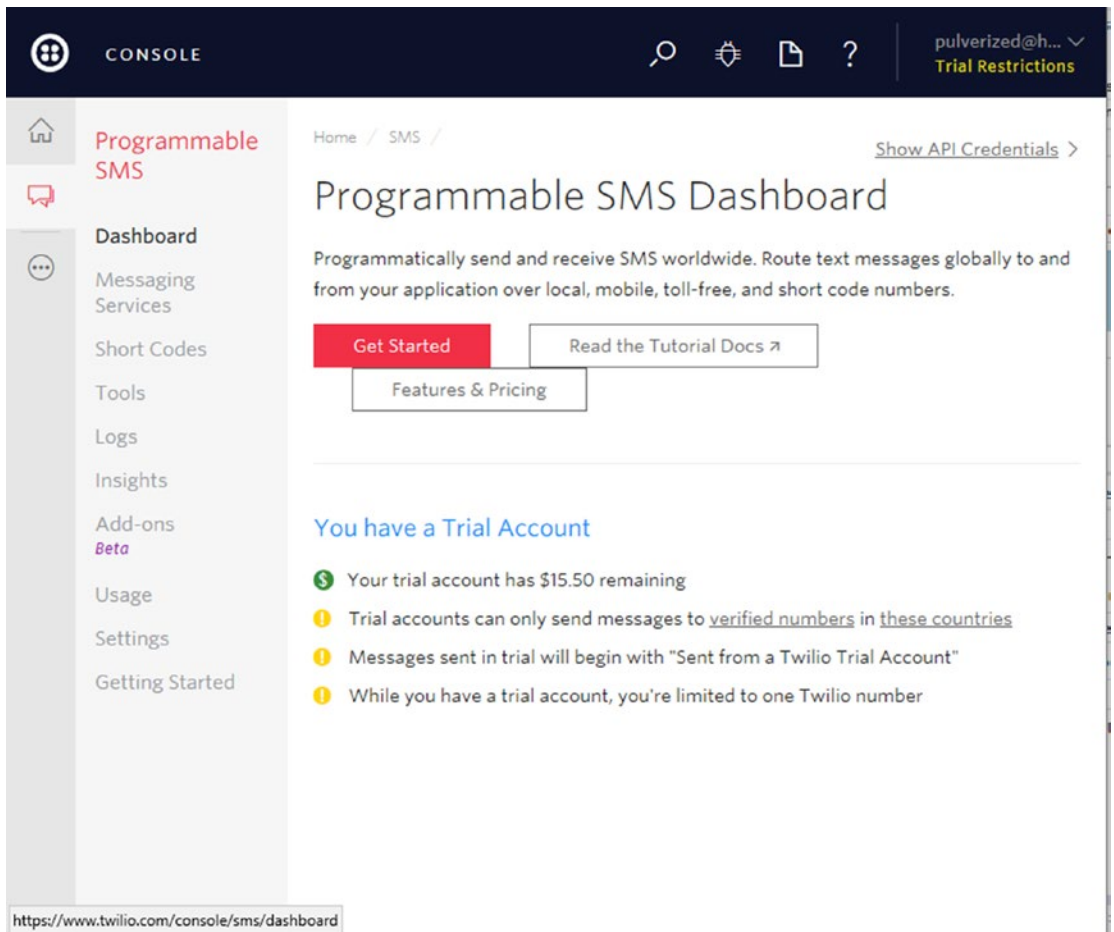 CONSOLE
?
pulverized@h...
Trial Restrictions
Programmable
SMS
Dashboard
Messaging
Services
Short Codes
Tools
Logs
Insights
Add-ons
Beta
Usage
Settings
Getting Started
Home / SMS /
Show API Credentials >
Programmable SMS Dashboard
Programmatically send and receive SMS worldwide. Route text messages globally to and
from your application over local, mobile, toll-free, and short code numbers.
Get Started
Read the Tutorial Docs ↗
Features & Pricing
You have a Trial Account
$ Your trial account has $15.50 remaining
! Trial accounts can only send messages to verified numbers in these countries
! Messages sent in trial will begin with "Sent from a Twilio Trial Account"
! While you have a trial account, you're limited to one Twilio number
https://www.twilio.com/console/sms/dashboard